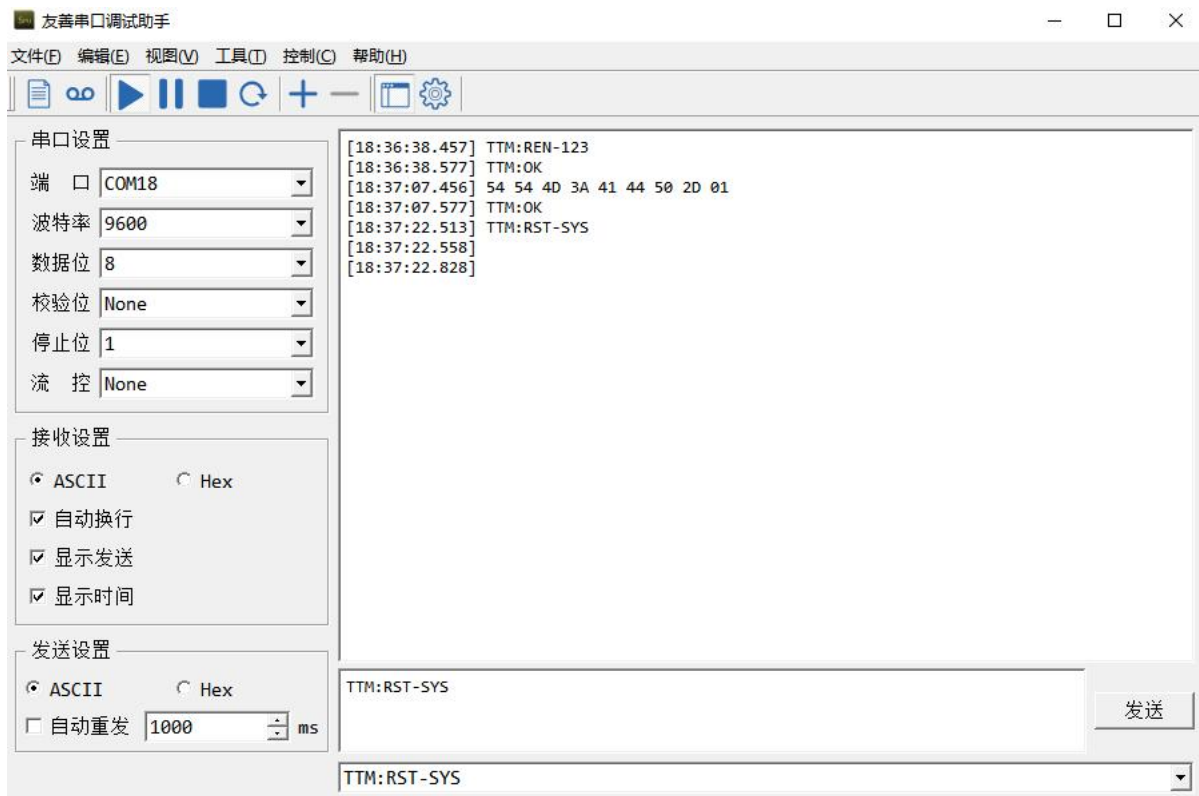 友善串口调试助手
文件(F) 编辑(E) 视图(V) 工具(T) 控制(C) 帮助(H)
串口设置
端 口 COM18
波特率 9600
数据位 8
校验位 None
停止位 1
流 控 None
接收设置
ASCII Hex
自动换行
显示发送
显示时间
发送设置
ASCII Hex
自动重发 1000 ms
[18:36:38.457] TTM:REN-123
[18:36:38.577] TTM:OK
[18:37:07.456] 54 54 4D 3A 41 44 50 2D 01
[18:37:07.577] TTM:OK
[18:37:22.513] TTM:RST-SYS
[18:37:22.558]
[18:37:22.828]
TTM:RST-SYS
发送
TTM:RST-SYS